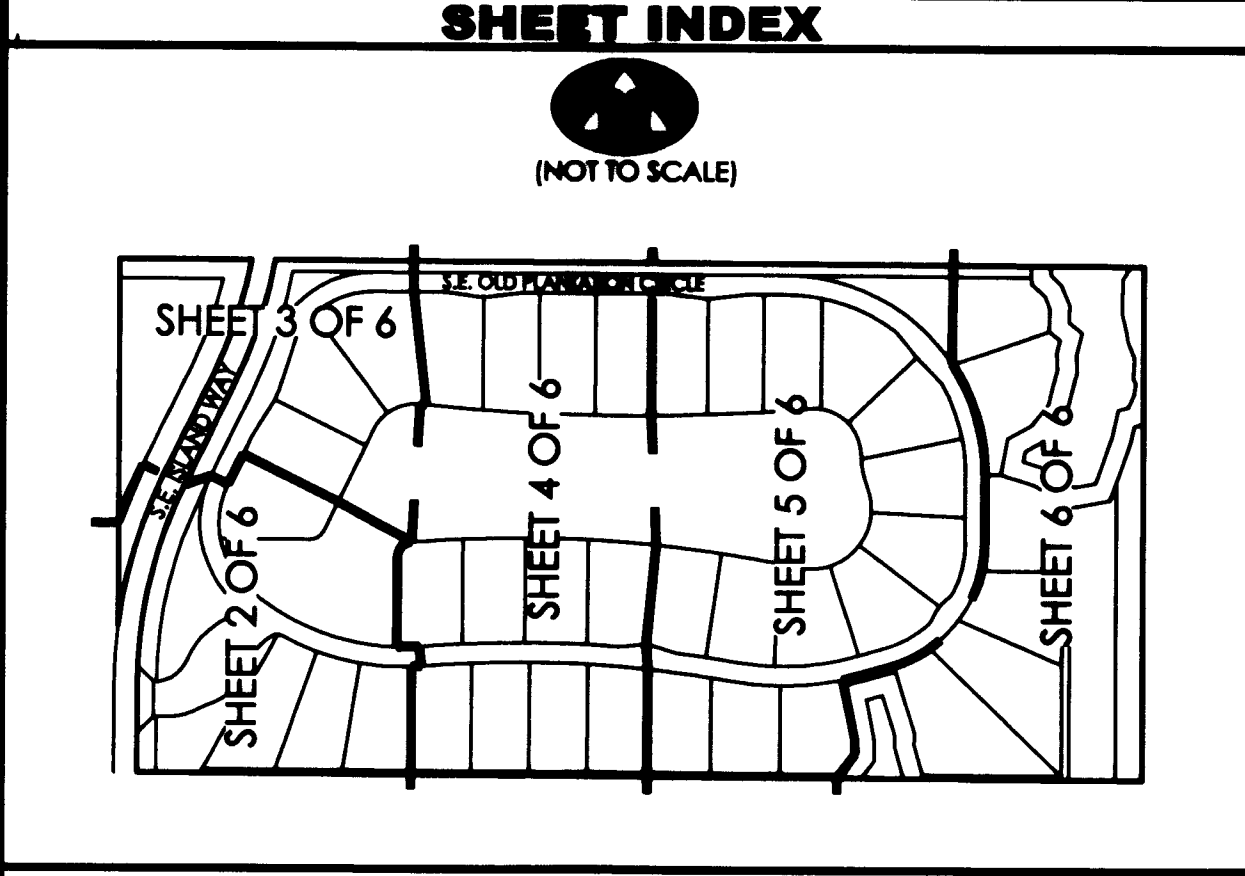 SHEET INDEX
(NOT TO SCALE)
S.E. OLD PLANTATION CIRCLE
SHEET 3 OF 6
S.E. ISLAND WAY
SHEET 2 OF 6
SHEET 4 OF 6
SHEET 5 OF 6
SHEET 6 OF 6